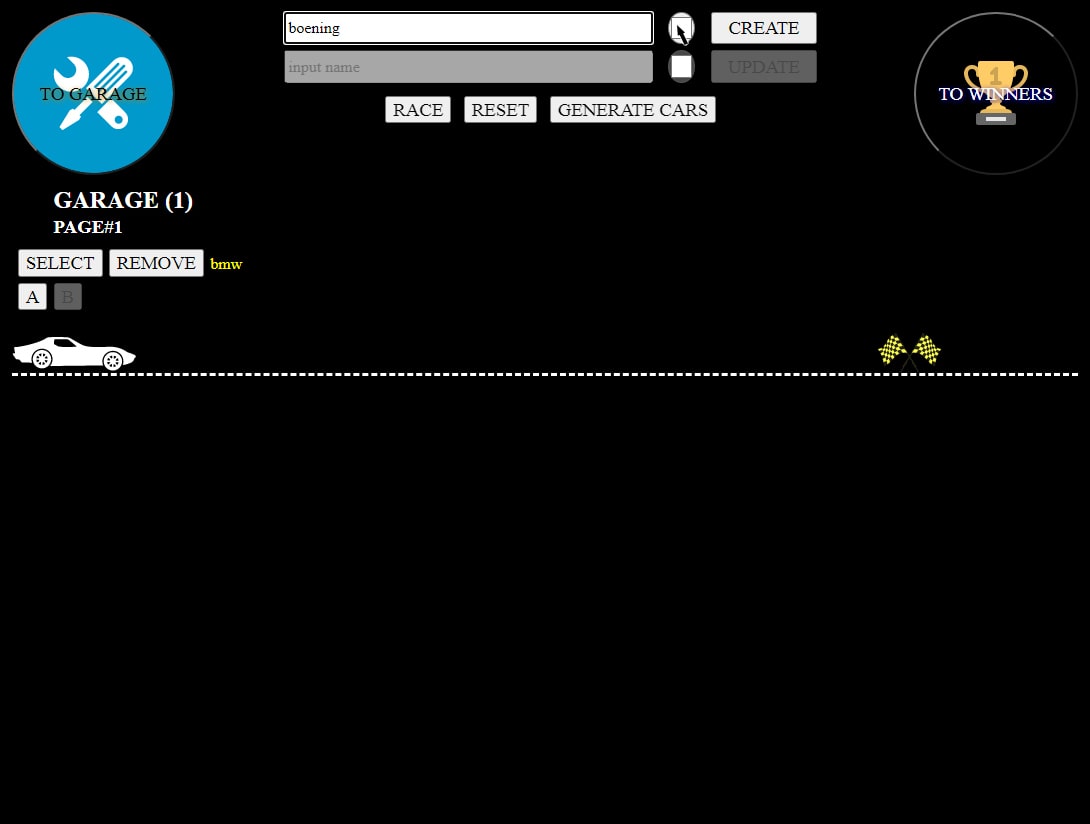 TO GARAGE
boening
CREATE
input name
UPDATE
RACE RESET GENERATE CARS
1
TO WINNERS
GARAGE (1)
PAGE#1
SELECT REMOVE bmw
A B